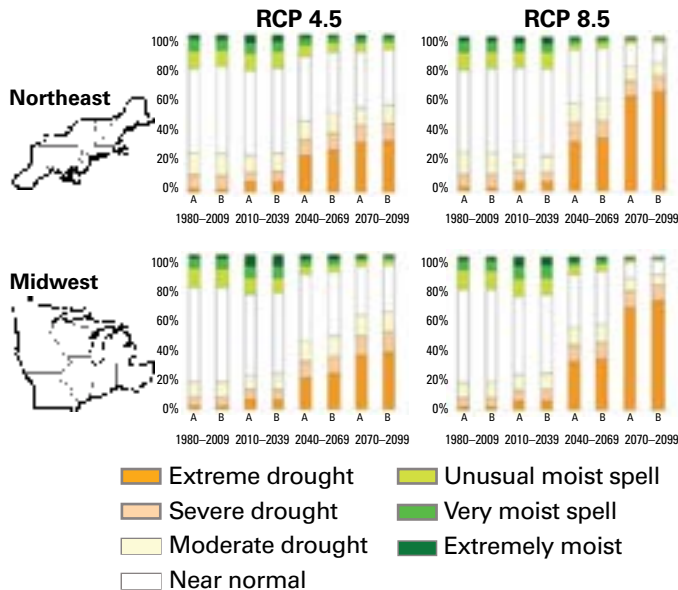 RCP 4.5
RCP 8.5
Northeast
100%
80%
60%
40%
20%
0%
A B A B A B A B
1980–2009 2010–2039 2040–2069 2070–2099
100%
80%
60%
40%
20%
0%
A B A B A B A B
1980–2009 2010–2039 2040–2069 2070–2099
Midwest
100%
80%
60%
40%
20%
0%
A B A B A B A B
1980–2009 2010–2039 2040–2069 2070–2099
100%
80%
60%
40%
20%
0%
A B A B A B A B
1980–2009 2010–2039 2040–2069 2070–2099
Extreme drought
Severe drought
Moderate drought
Near normal
Unusual moist spell
Very moist spell
Extremely moist